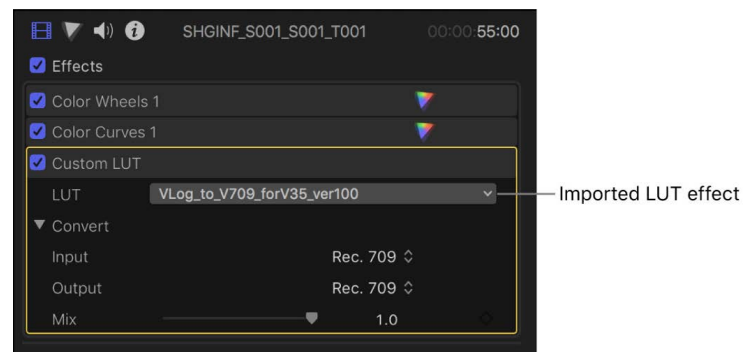 SHGINF_S001_S001_T001 00:00:55:00
Effects
Color Wheels 1
Color Curves 1
Custom LUT
LUT VLog_to_V709_forV35_ver100 Imported LUT effect
Convert
Input Rec. 709
Output Rec. 709
Mix 1.0